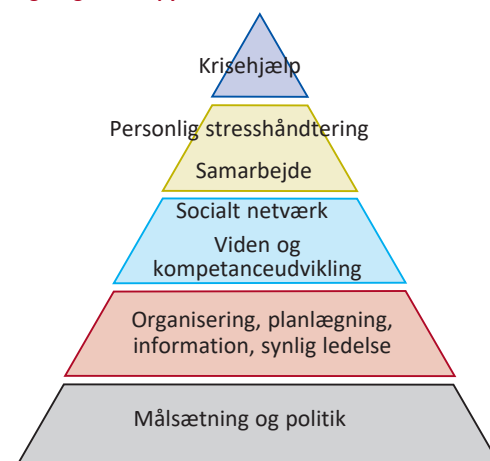 Krisehjælp
Personlig stresshåndtering
Samarbejde
Socialt netværk
Viden og
kompetanceudvikling
Organisering, planlægning,
information, synlig ledelse
Målsætning og politik